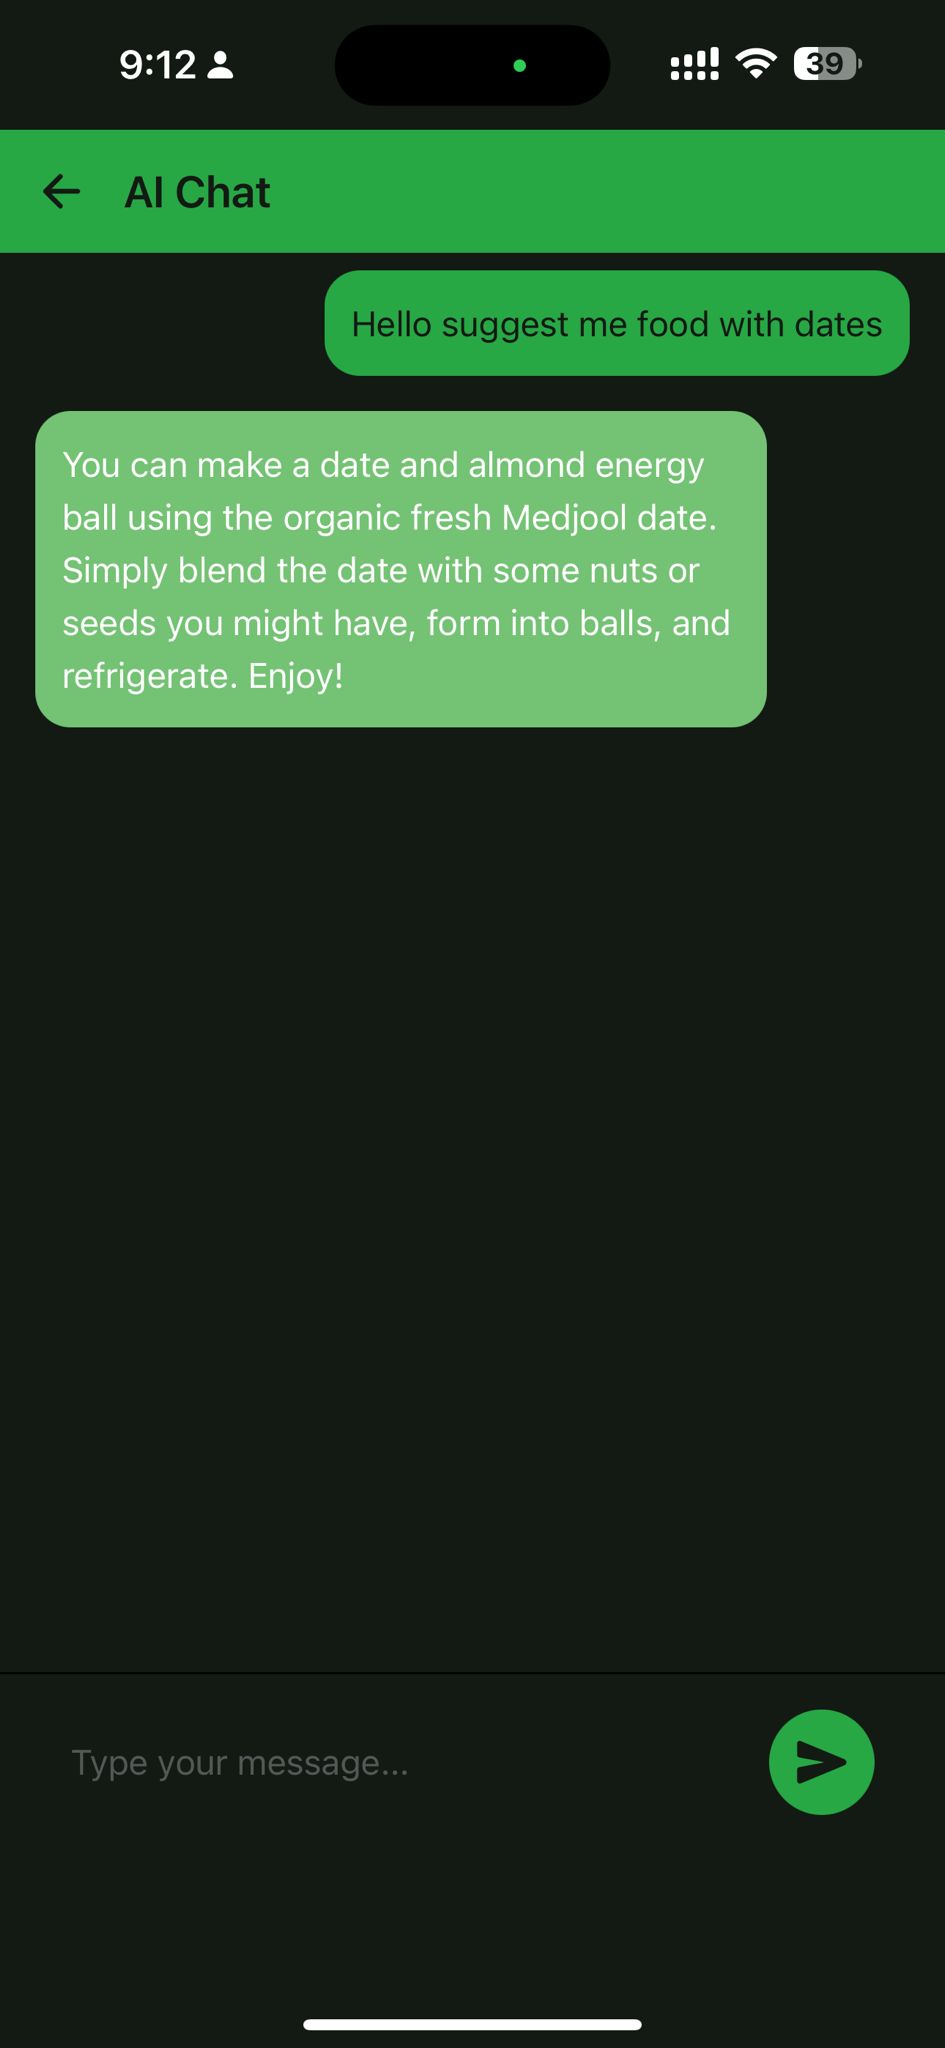 9:12
39
AI Chat
Hello suggest me food with dates
You can make a date and almond energy
ball using the organic fresh Medjool date.
Simply blend the date with some nuts or
seeds you might have, form into balls, and
refrigerate. Enjoy!
Type your message...